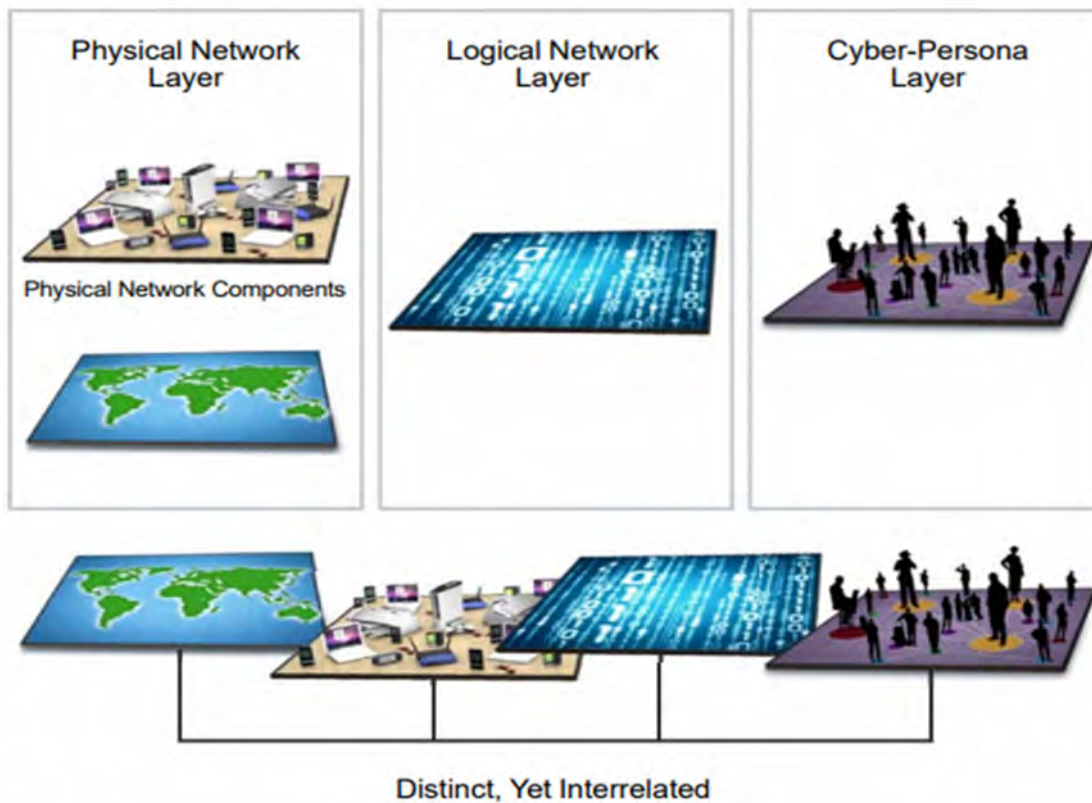 Physical Network
Layer
Logical Network
Layer
Cyber-Persona
Layer
Physical Network Components
Distinct, Yet Interrelated